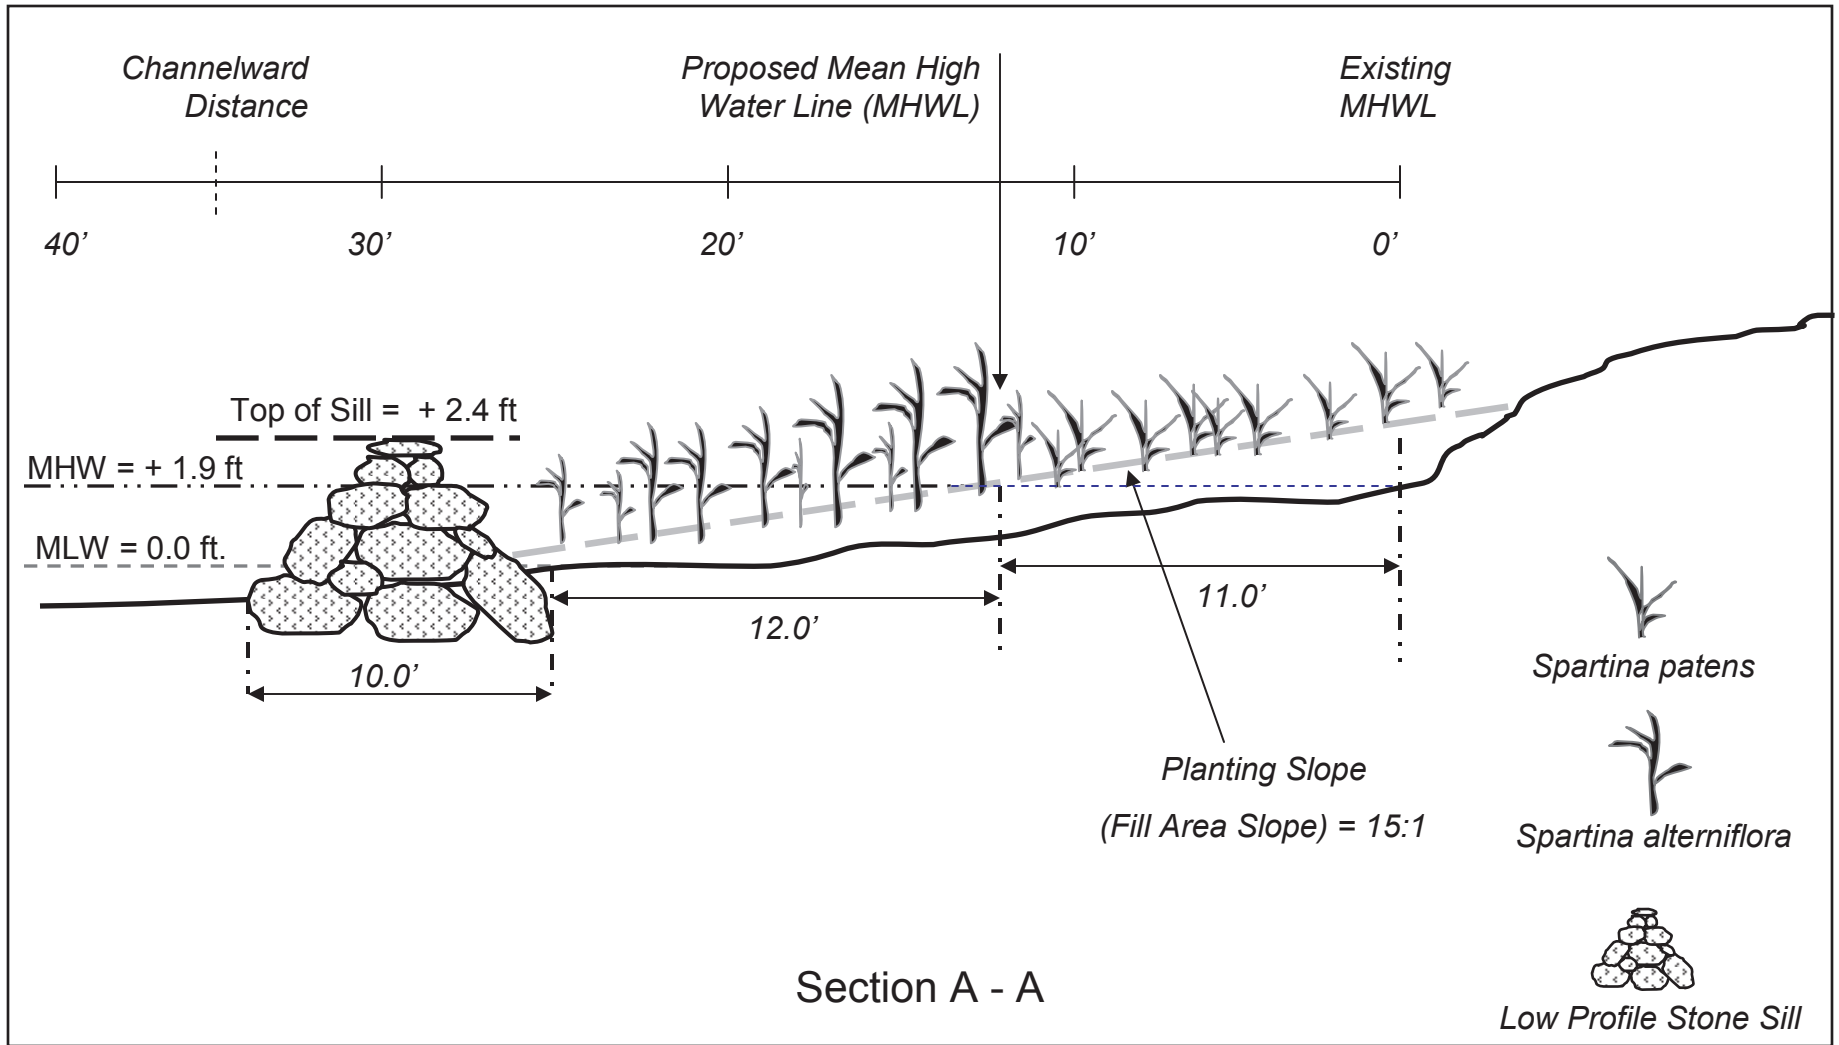 Channelward
Distance
Proposed Mean High
Water Line (MHWL)
Existing
MHWL
40’
30’
20’
10’
0’
Top of Sill = + 2.4 ft
MHW = + 1.9 ft
MLW = 0.0 ft.
12.0’
11.0’
10.0’
Planting Slope
(Fill Area Slope) = 15:1
Spartina patens
Spartina alterniflora
Low Profile Stone Sill
Section A - A